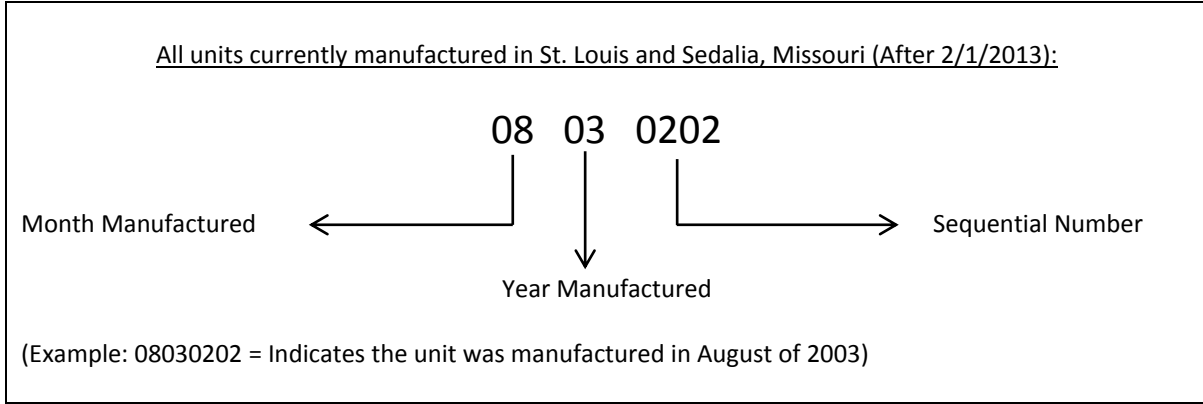 All units currently manufactured in St. Louis and Sedalia, Missouri (After 2/1/2013):
08 03 0202
Month Manufactured
Sequential Number
Year Manufactured
(Example: 08030202 = Indicates the unit was manufactured in August of 2003)